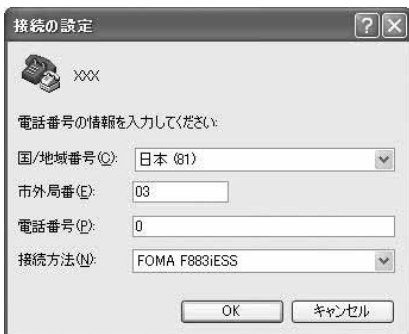 接続の設定
XXX
電話番号の情報を入力してください:
国/地域番号(C): 日本 (81)
市外局番(E): 03
電話番号(P): 0
接続方法(N): FOMA F883iESS
OK キャンセル